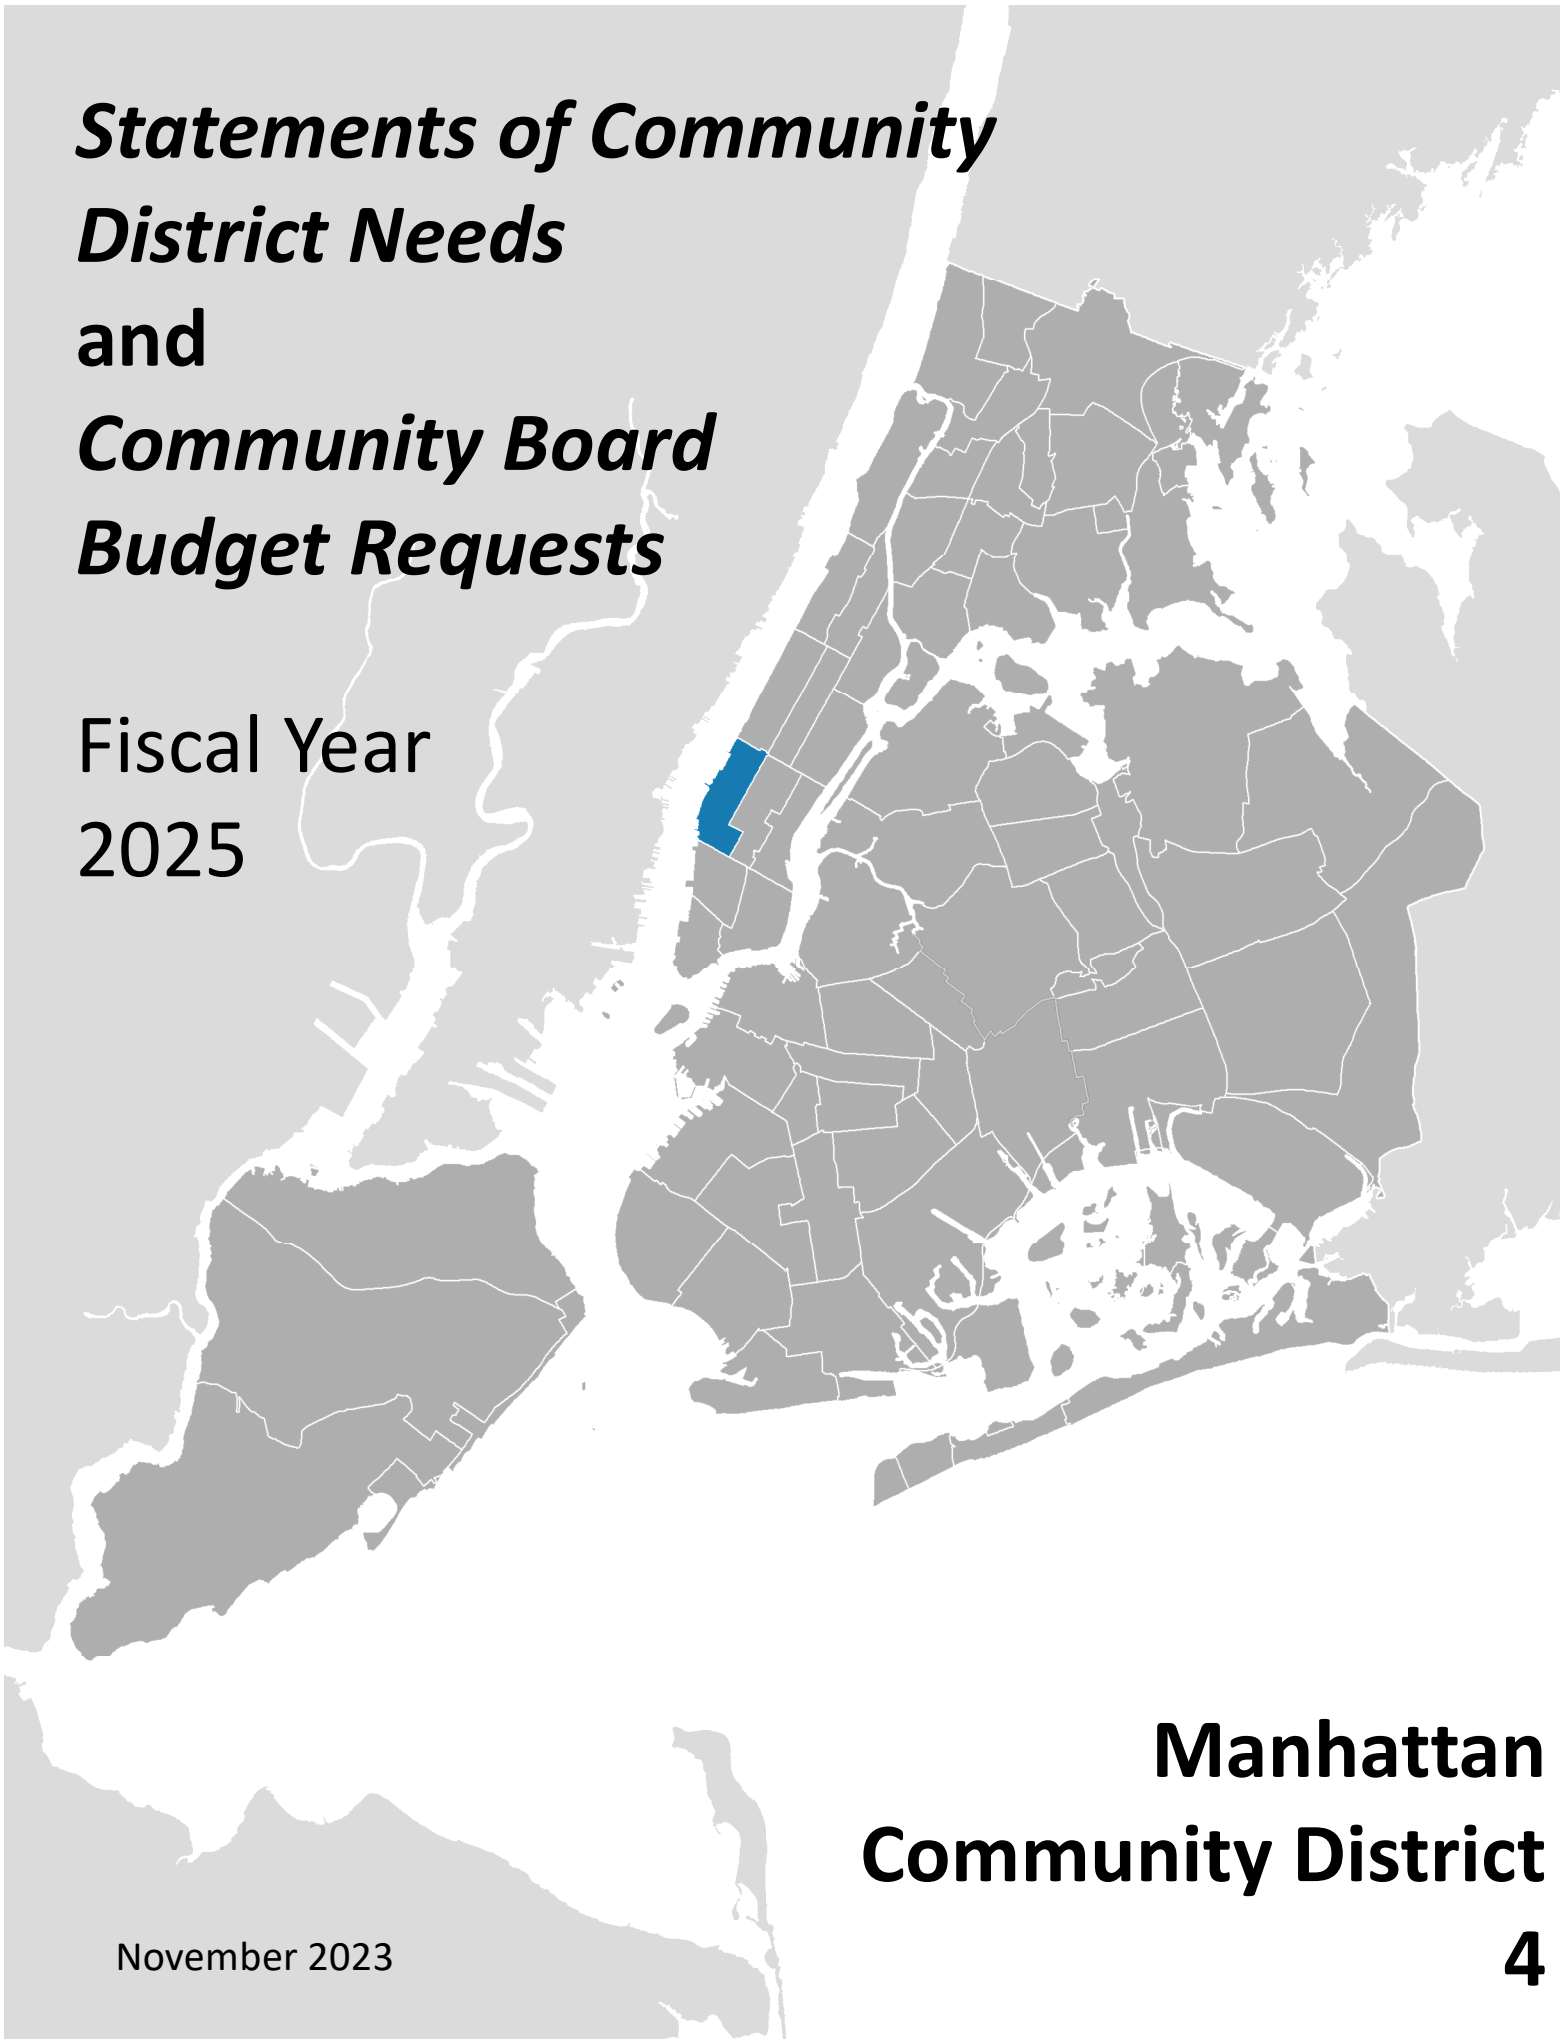 Statements of Community
District Needs
and
Community Board
Budget Requests
Fiscal Year
2025
Manhattan
Community District
4
November 2023